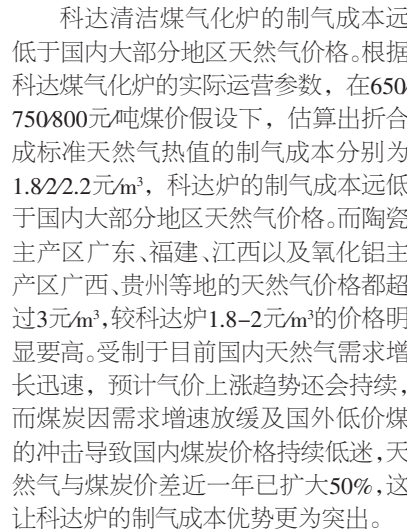 科达清洁煤气化炉的制气成本远
低于国内大部分地区天然气价格。根据
科达煤气化炉的实际运营参数，在650/
750/800元/吨煤价假设下，估算出折合
成标准天然气热值的制气成本分别为
1.8/2/2.2元/m³，科达炉的制气成本远低
于国内大部分地区天然气价格。而陶瓷
主产区广东、福建、江西以及氧化铝主
产区广西、贵州等地的天然气价格都超
过3元/m³,较科达炉1.8-2元/m³的价格明
显要高。受制于目前国内天然气需求增
长迅速，预计气价上涨趋势还会持续，
而煤炭因需求增速放缓及国外低价煤
的冲击导致国内煤炭价格持续低迷,天
然气与煤炭价差近一年已扩大50%,这
让科达炉的制气成本优势更为突出。